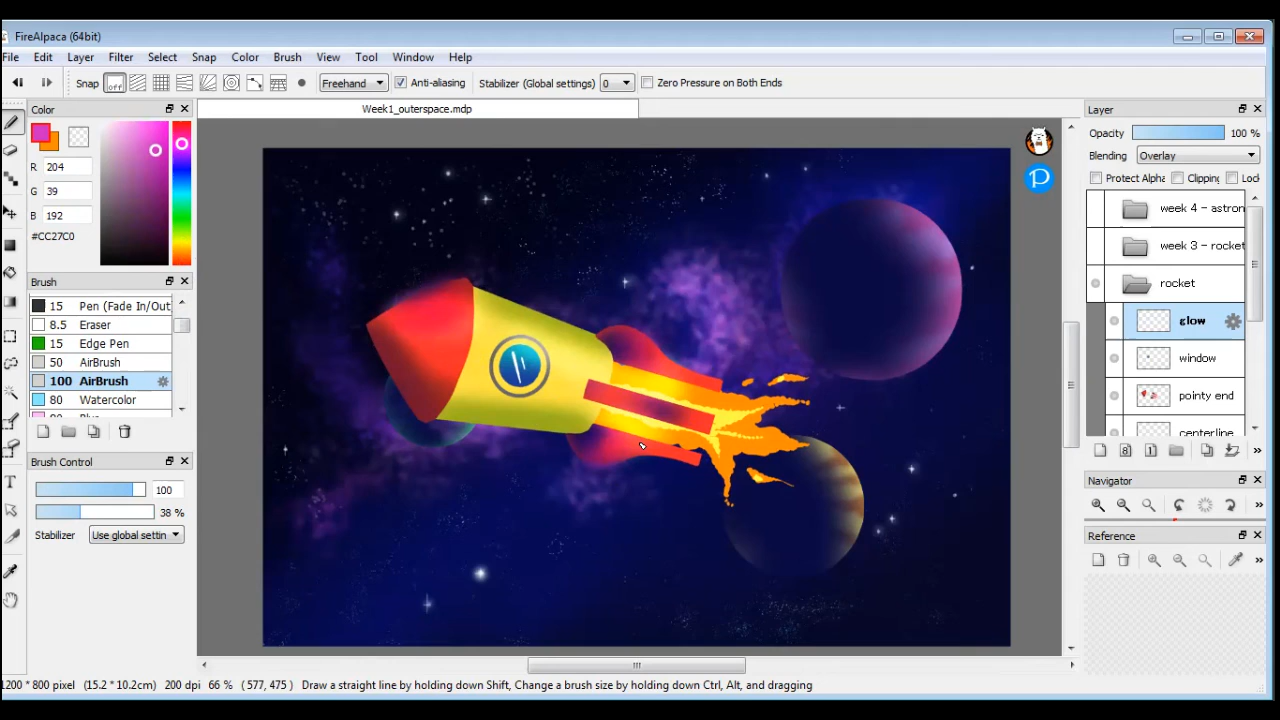 FireAlpaca (64bit)
File Edit Layer Filter Select Snap Color Brush View Tool Window Help
Snap off Freehand Anti-aliasing Stabilizer (Global settings) 0 Zero Pressure on Both Ends
Color
R 204
G 39
B 192
#CC27C0
Brush
15 Pen (Fade In/Out
8.5 Eraser
15 Edge Pen
50 AirBrush
100 AirBrush
80 Watercolor
Brush Control
100
38 %
Stabilizer Use global settin
Week1_outerspace.mdp
P
Layer
Opacity 100 %
Blending Overlay
Protect Alpha Clipping Lock
week 4 - astron
week 3 - rocket
rocket
glow
window
pointy end
centerline
8 1
Navigator
Reference
1200 * 800 pixel (15.2 * 10.2cm) 200 dpi 66 % ( 577, 475 ) Draw a straight line by holding down Shift, Change a brush size by holding down Ctrl, Alt, and dragging